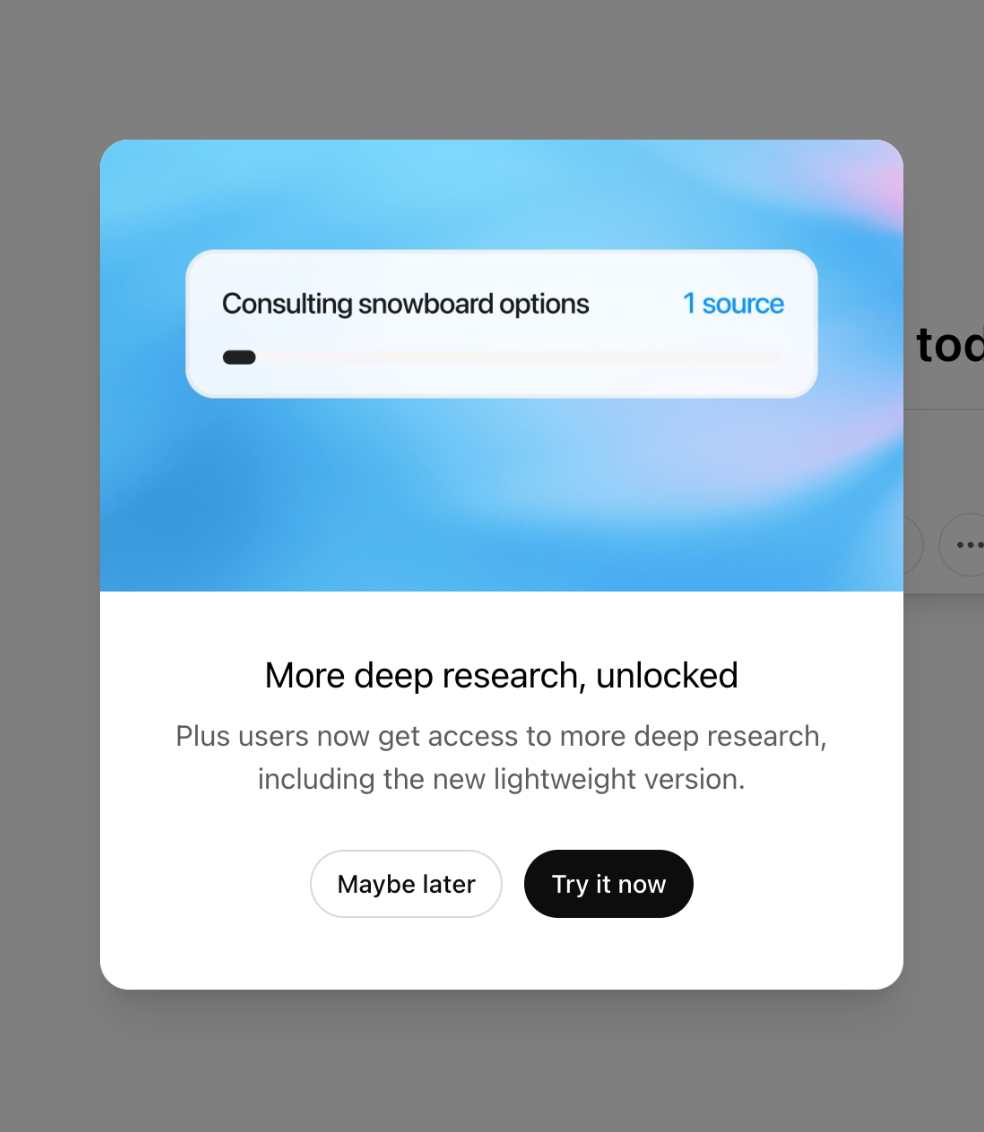 Consulting snowboard options
1 source
tod
More deep research, unlocked
Plus users now get access to more deep research,
including the new lightweight version.
Maybe later
Try it now